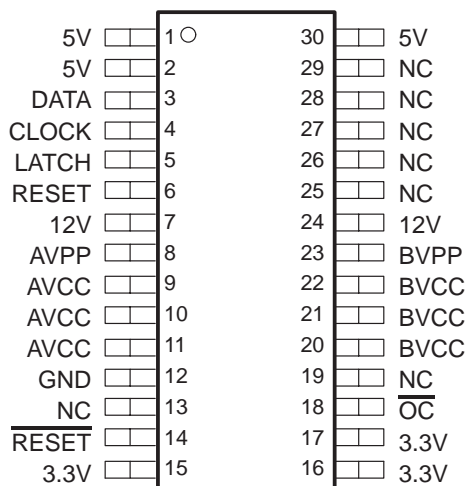 5V 1 30 5V
5V 2 29 NC
DATA 3 28 NC
CLOCK 4 27 NC
LATCH 5 26 NC
RESET 6 25 NC
12V 7 24 12V
AVPP 8 23 BVPP
AVCC 9 22 BVCC
AVCC 10 21 BVCC
AVCC 11 20 BVCC
GND 12 19 NC
NC 13 18 O̅C̅
R̅E̅S̅E̅T̅ 14 17 3.3V
3.3V 15 16 3.3V